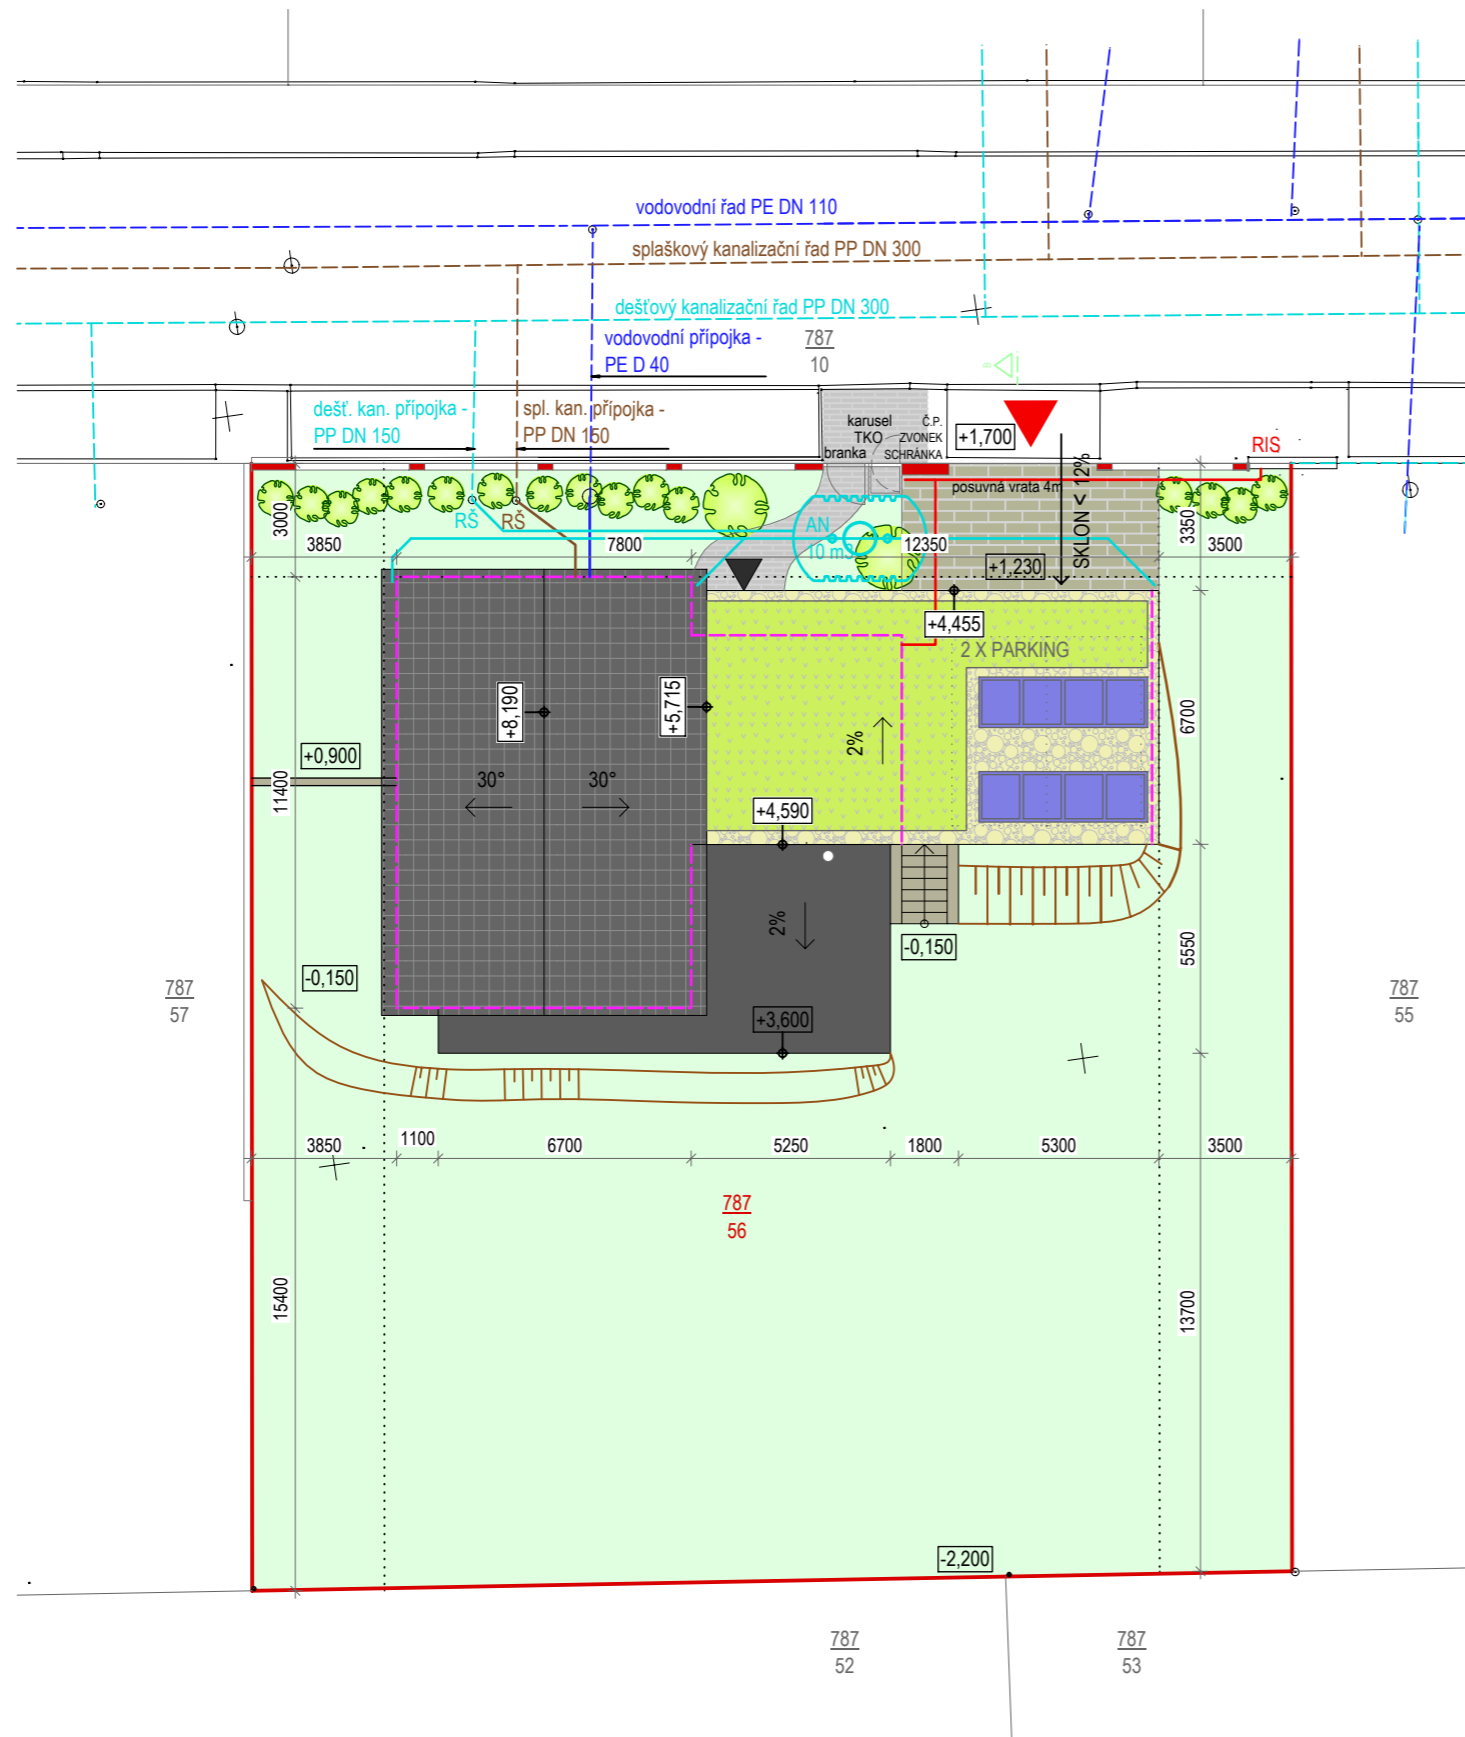 vodovodní řad PE DN 110
splaškový kanalizační řad PP DN 300
dešťový kanalizační řad PP DN 300
vodovodní přípojka -
PE D 40
787
10
dešť. kan. přípojka -
PP DN 150
spl. kan. přípojka -
PP DN 150
karusel
TKO
branka
Č.P.
ZVONEK
SCHRÁNKA
+1,700
RIS
posuvná vrata 4m
SKLON < 12%
RŠ
RŠ
AN
10 m3
3000
3850
7800
12350
3350
3500
+1,230
+4,455
2 X PARKING
+8,190
+5,715
6700
2%
+0,900
11400
30°
30°
+4,590
2%
-0,150
5550
-0,150
787
57
787
55
+3,600
3850
1100
6700
5250
1800
5300
3500
787
56
15400
13700
-2,200
787
52
787
53